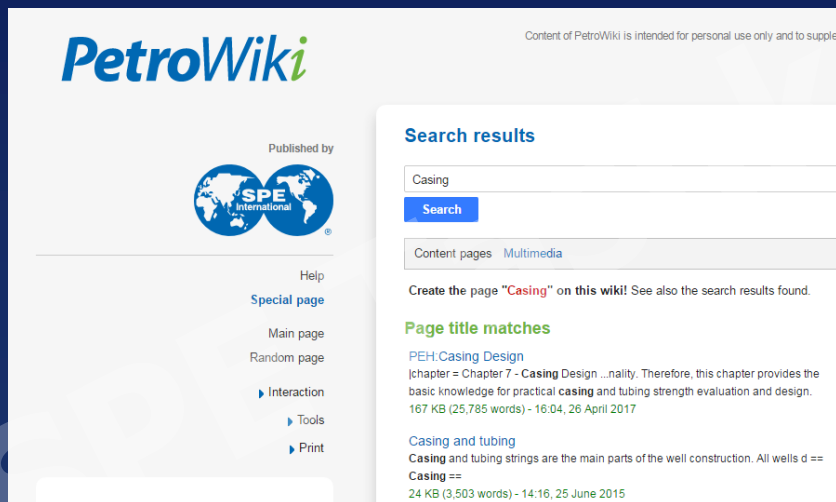 PetroWiki
Content of PetroWiki is intended for personal use only and to supple
Published by
SPE
International
®
Help
Special page
Main page
Random page
Interaction
Tools
Print
Search results
Casing
Search
Content pages Multimedia
Create the page "Casing" on this wiki! See also the search results found.
Page title matches
PEH:Casing Design
|chapter = Chapter 7 - Casing Design ...nality. Therefore, this chapter provides the
basic knowledge for practical casing and tubing strength evaluation and design.
167 KB (25,785 words) - 16:04, 26 April 2017
Casing and tubing
Casing and tubing strings are the main parts of the well construction. All wells d ==
Casing ==
24 KB (3,503 words) - 14:16, 25 June 2015